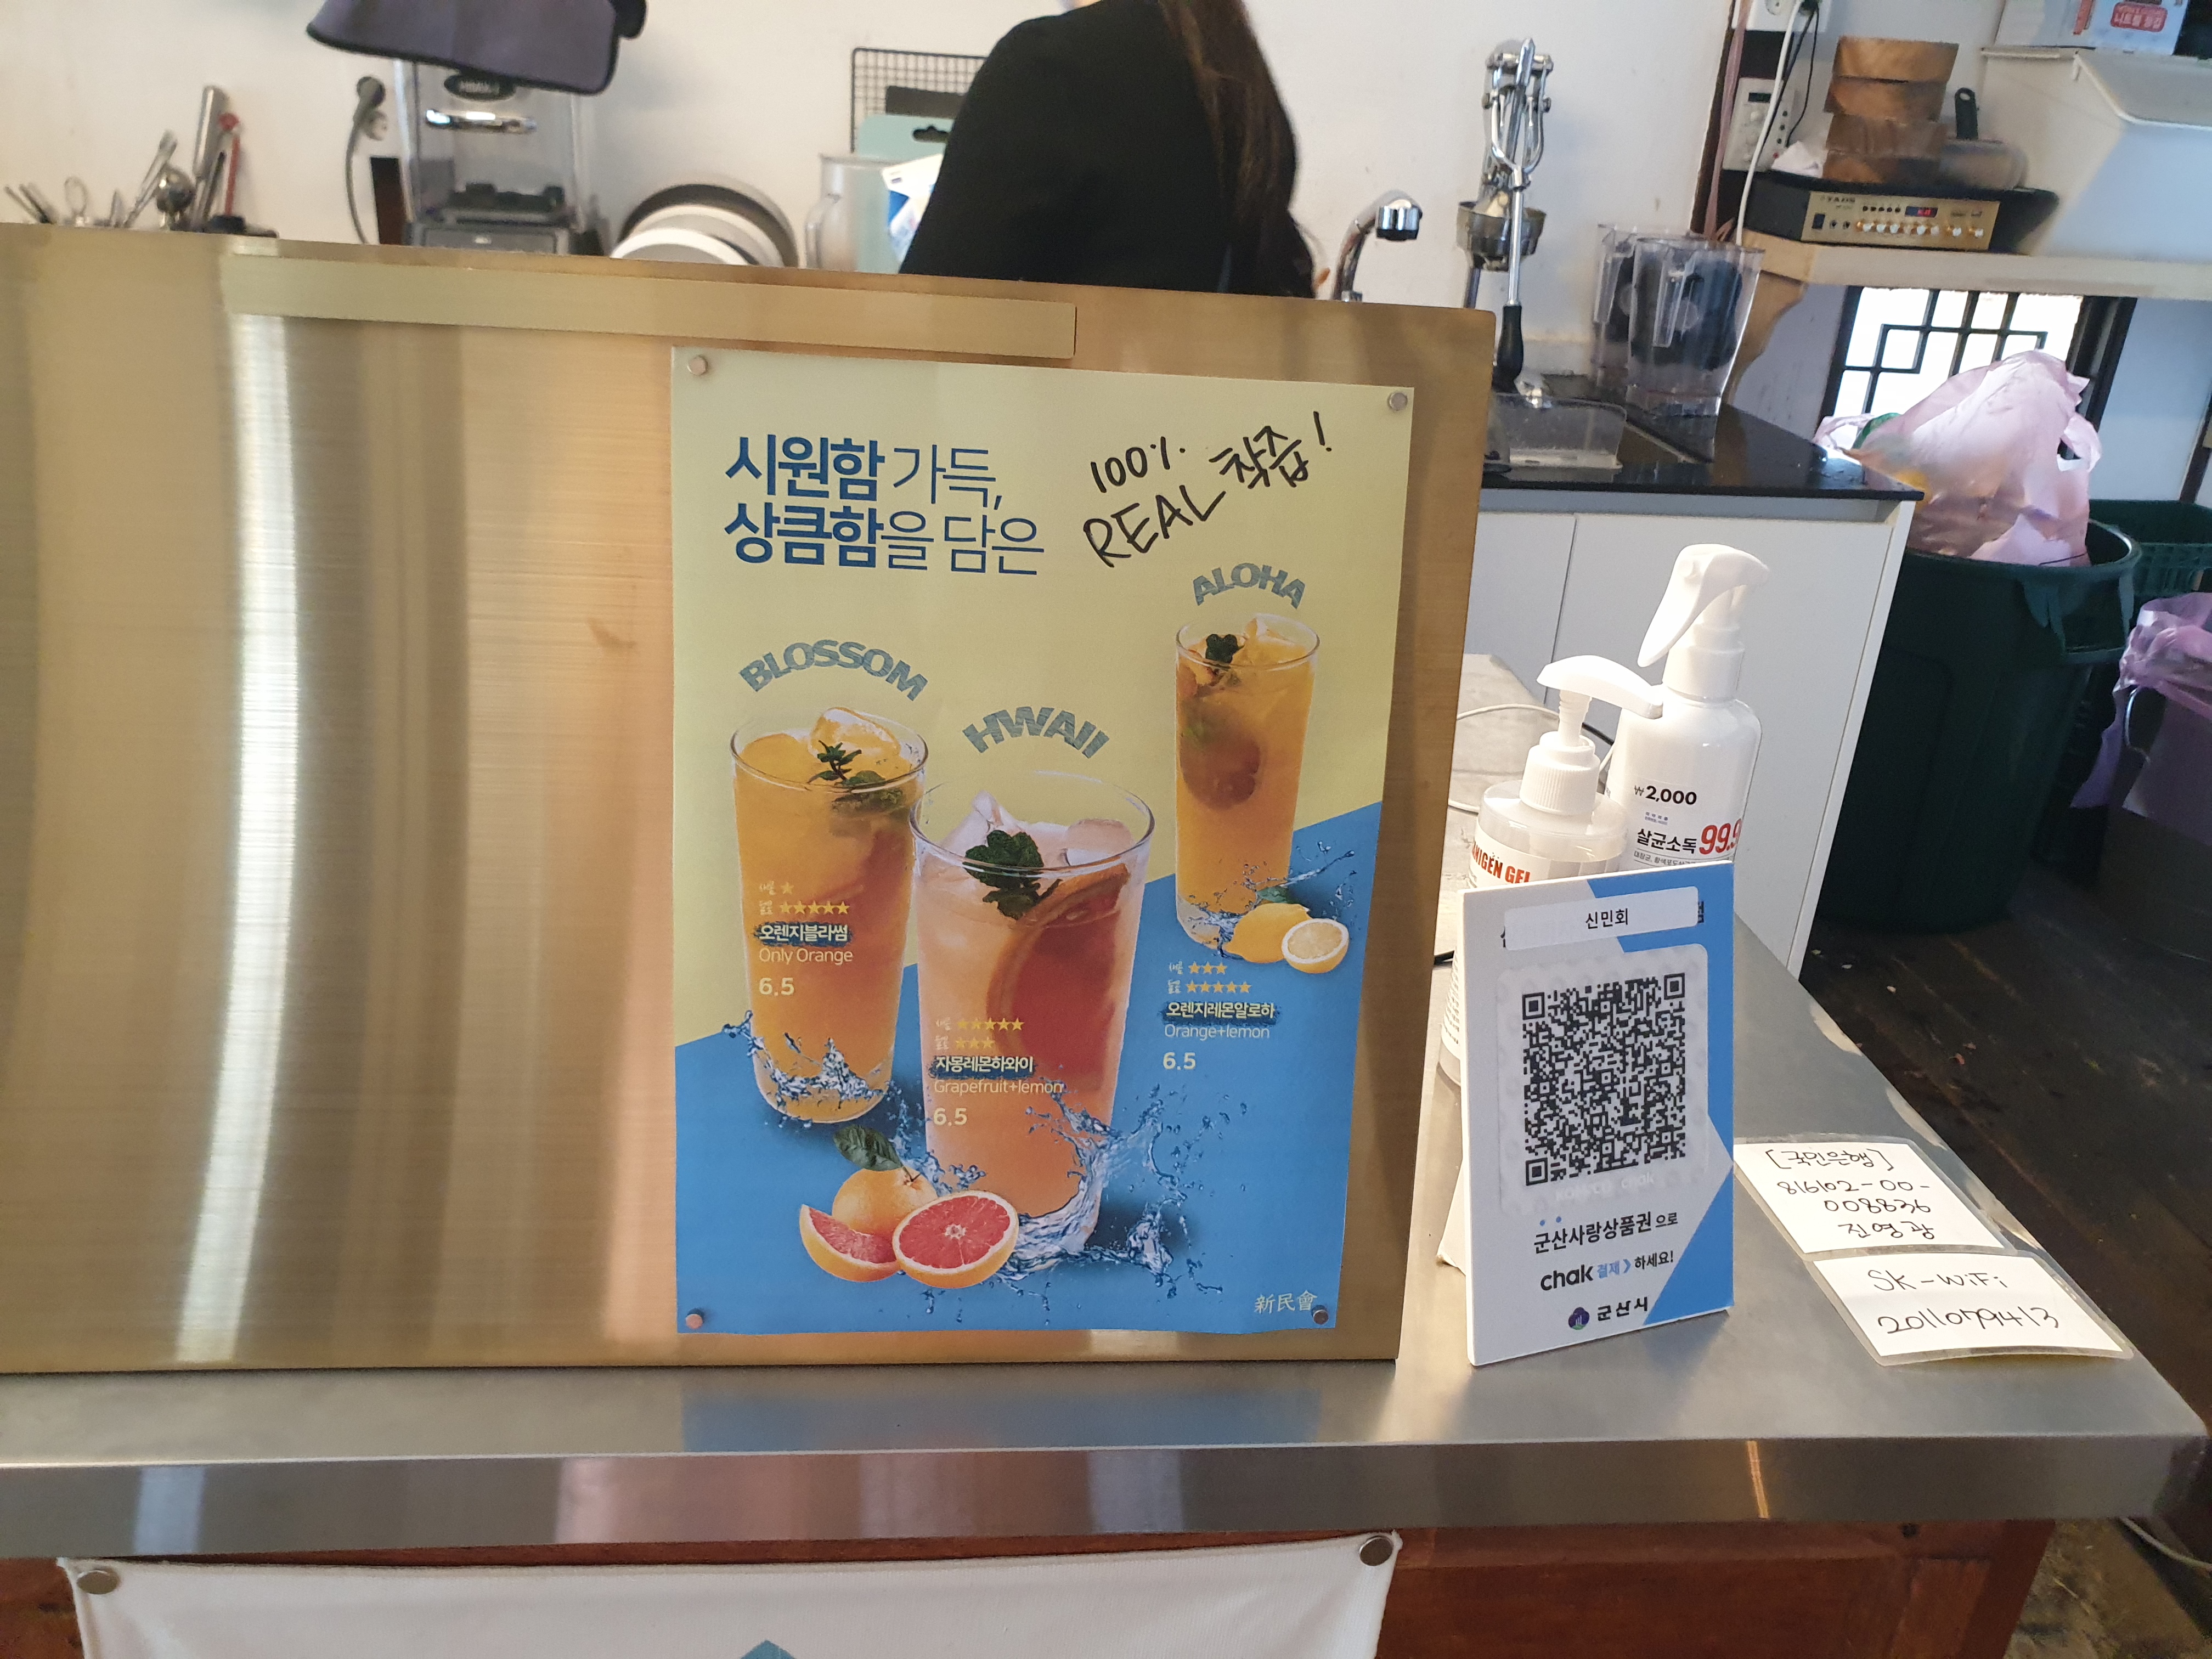 시원함 가득,
상큼함을 담은
100%
REAL 착즙!
ALOHA
BLOSSOM
HWAII
★
★★★★★
오렌지블라썸
Only Orange
6.5
★★★★★
★★★
자몽레몬하와이
Grapefruit+lemon
6.5
★★★
★★★★★
오렌지레몬알로하
Orange+lemon
6.5
新民會
₩2,000
살균소독 99.9
GEL
신민회
군산사랑상품권으로
chak 결제 하세요!
군산시
[국민은행]
816102-00-
008836
진영광
SK-WiFi
2011079413